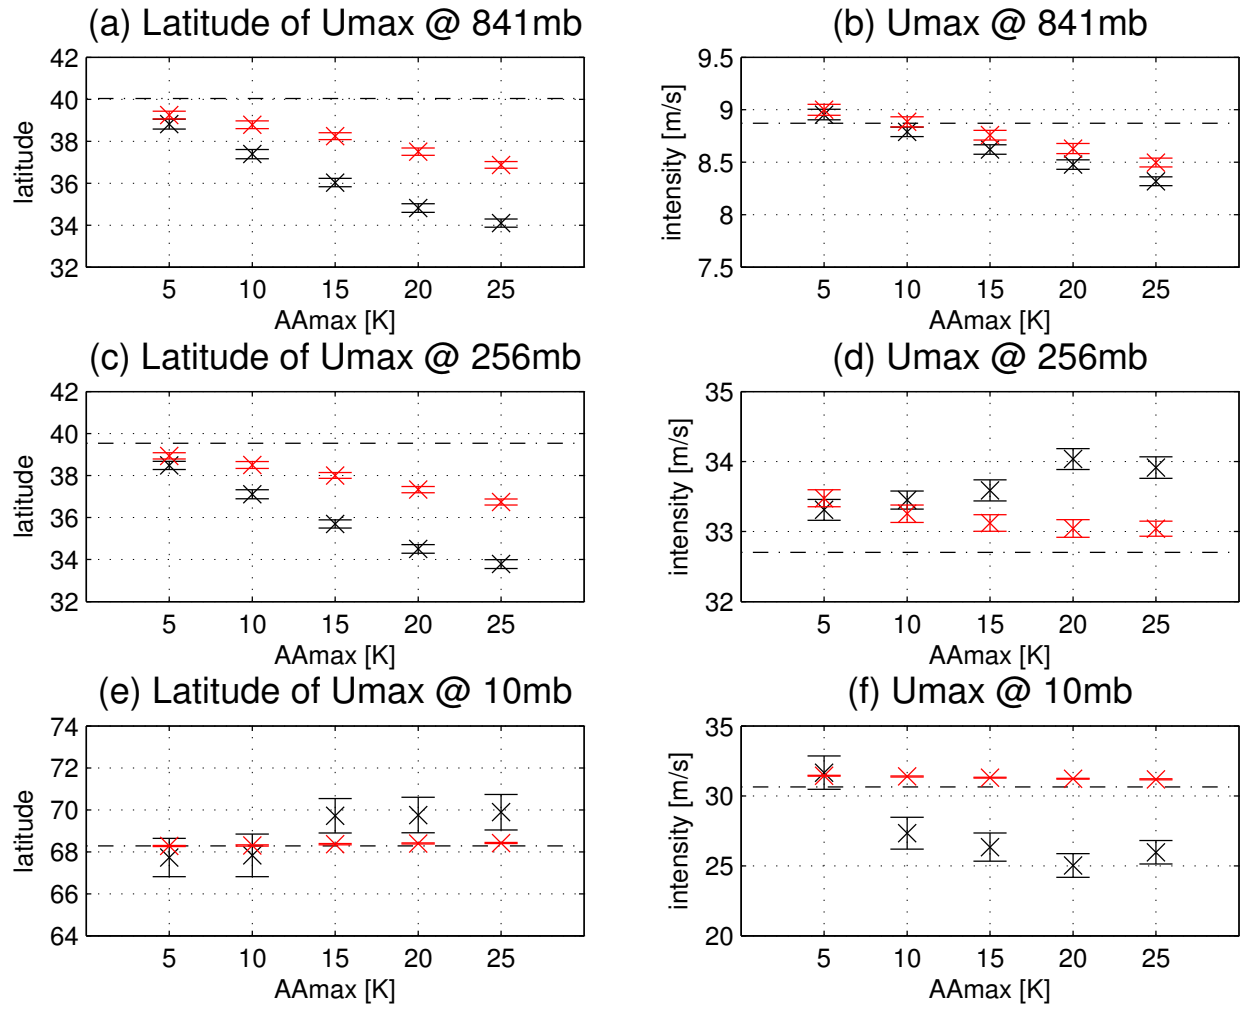 (a) Latitude of Umax @ 841mb
42
40
38
36
34
32
latitude
5 10 15 20 25
AAmax [K]
(b) Umax @ 841mb
9.5
9
8.5
8
7.5
intensity [m/s]
5 10 15 20 25
AAmax [K]
(c) Latitude of Umax @ 256mb
42
40
38
36
34
32
latitude
5 10 15 20 25
AAmax [K]
(d) Umax @ 256mb
35
34
33
32
intensity [m/s]
5 10 15 20 25
AAmax [K]
(e) Latitude of Umax @ 10mb
74
72
70
68
66
64
latitude
5 10 15 20 25
AAmax [K]
(f) Umax @ 10mb
35
30
25
20
intensity [m/s]
5 10 15 20 25
AAmax [K]